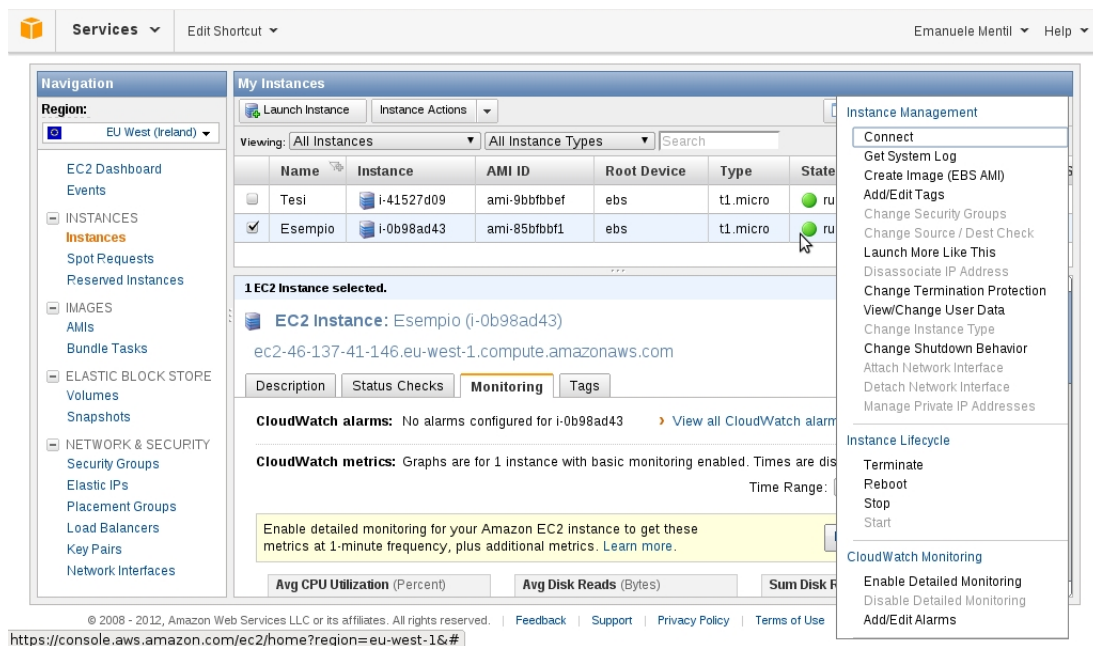 Services Edit Shortcut Emanuele Mentil Help
Navigation
Region:
EU West (Ireland)
EC2 Dashboard
Events
INSTANCES
Instances
Spot Requests
Reserved Instances
IMAGES
AMIs
Bundle Tasks
ELASTIC BLOCK STORE
Volumes
Snapshots
NETWORK & SECURITY
Security Groups
Elastic IPs
Placement Groups
Load Balancers
Key Pairs
Network Interfaces
My Instances
Launch Instance Instance Actions
Viewing: All Instances All Instance Types Search
Name Instance AMI ID Root Device Type State
Tesi i-41527d09 ami-9bbfbbef ebs t1.micro ru
Esempio i-0b98ad43 ami-85bfbbf1 ebs t1.micro ru
1 EC2 Instance selected.
EC2 Instance: Esempio (i-0b98ad43)
ec2-46-137-41-146.eu-west-1.compute.amazonaws.com
Description Status Checks Monitoring Tags
CloudWatch alarms: No alarms configured for i-0b98ad43 View all CloudWatch alarm
CloudWatch metrics: Graphs are for 1 instance with basic monitoring enabled. Times are dis
Time Range:
Enable detailed monitoring for your Amazon EC2 instance to get these
metrics at 1-minute frequency, plus additional metrics. Learn more.
Avg CPU Utilization (Percent) Avg Disk Reads (Bytes) Sum Disk R
Instance Management
Connect
Get System Log
Create Image (EBS AMI)
Add/Edit Tags
Change Security Groups
Change Source / Dest Check
Launch More Like This
Disassociate IP Address
Change Termination Protection
View/Change User Data
Change Instance Type
Change Shutdown Behavior
Attach Network Interface
Detach Network Interface
Manage Private IP Addresses
Instance Lifecycle
Terminate
Reboot
Stop
Start
CloudWatch Monitoring
Enable Detailed Monitoring
Disable Detailed Monitoring
Add/Edit Alarms
© 2008 - 2012, Amazon Web Services LLC or its affiliates. All rights reserved. | Feedback | Support | Privacy Policy | Terms of Use
https://console.aws.amazon.com/ec2/home?region=eu-west-1&#